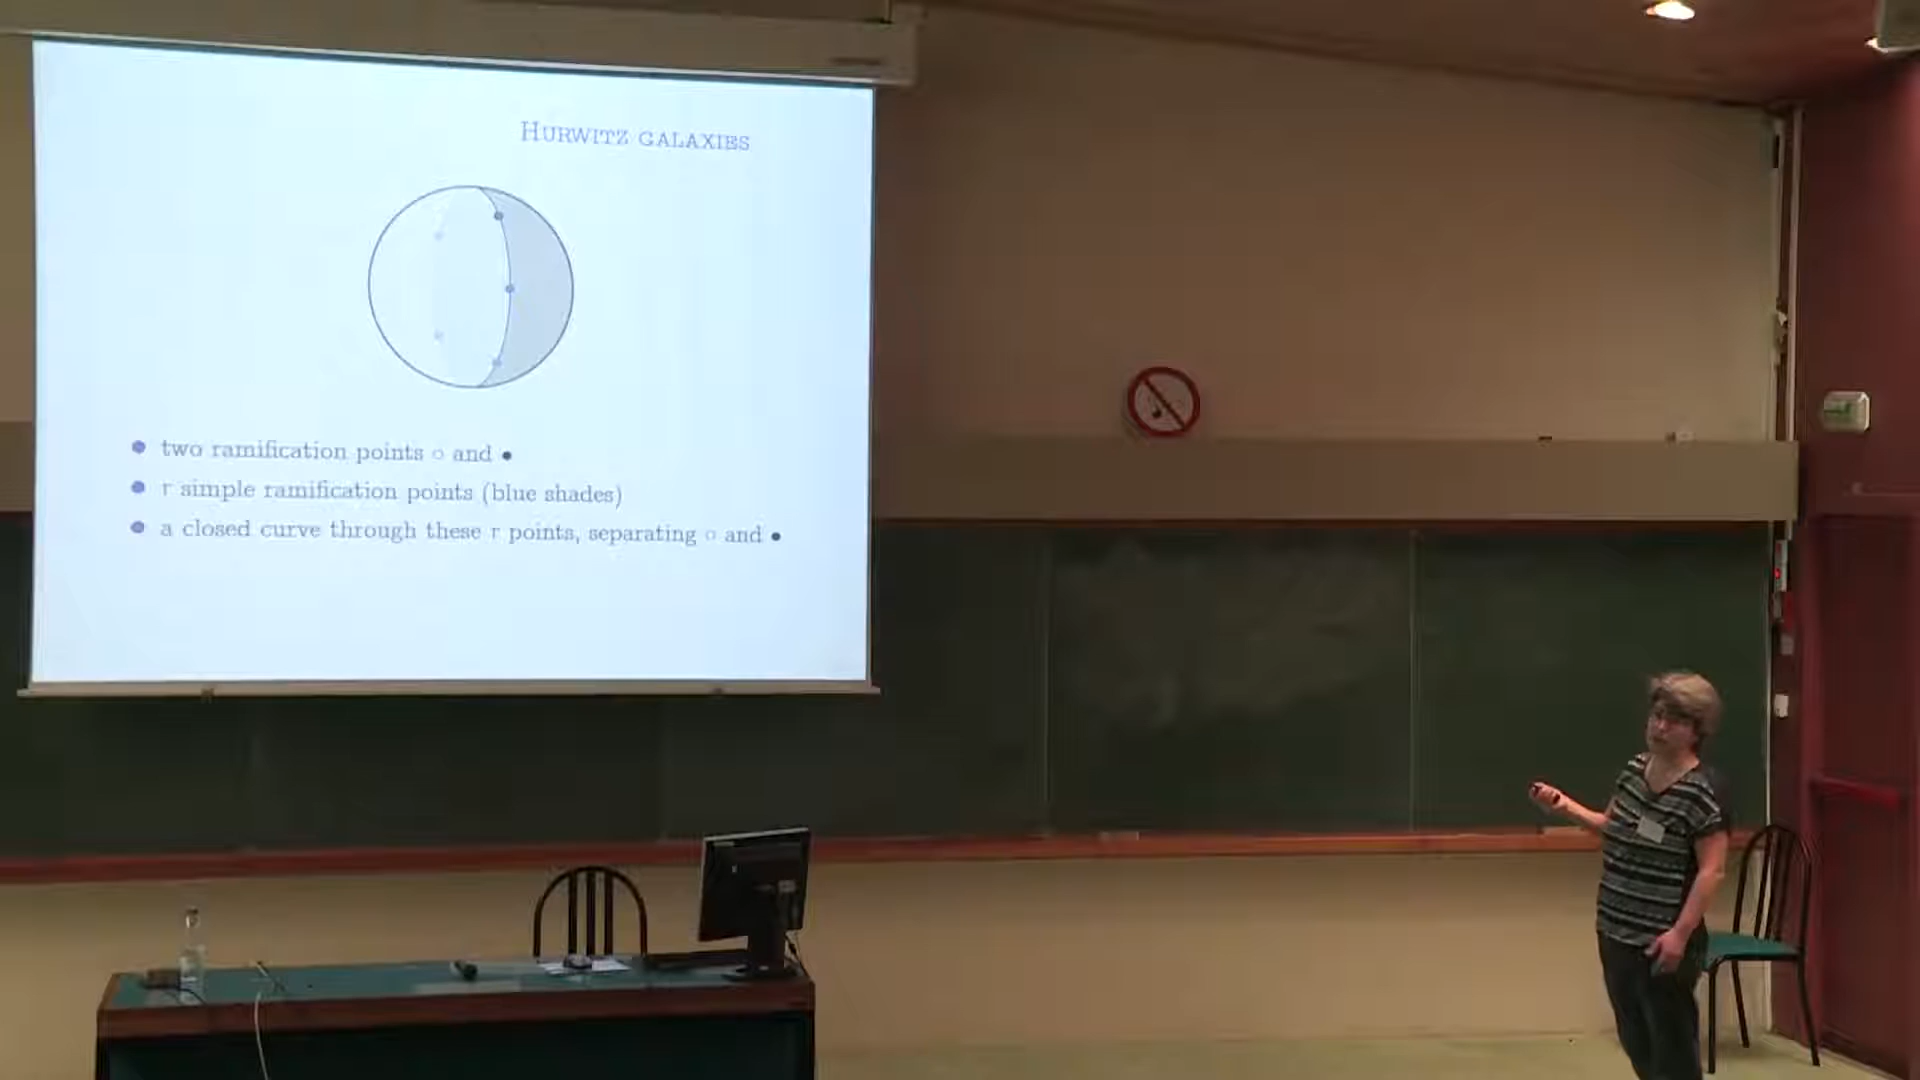 HURWITZ GALAXIES
• two ramification points ○ and •
• r simple ramification points (blue shades)
• a closed curve through these r points, separating ○ and •